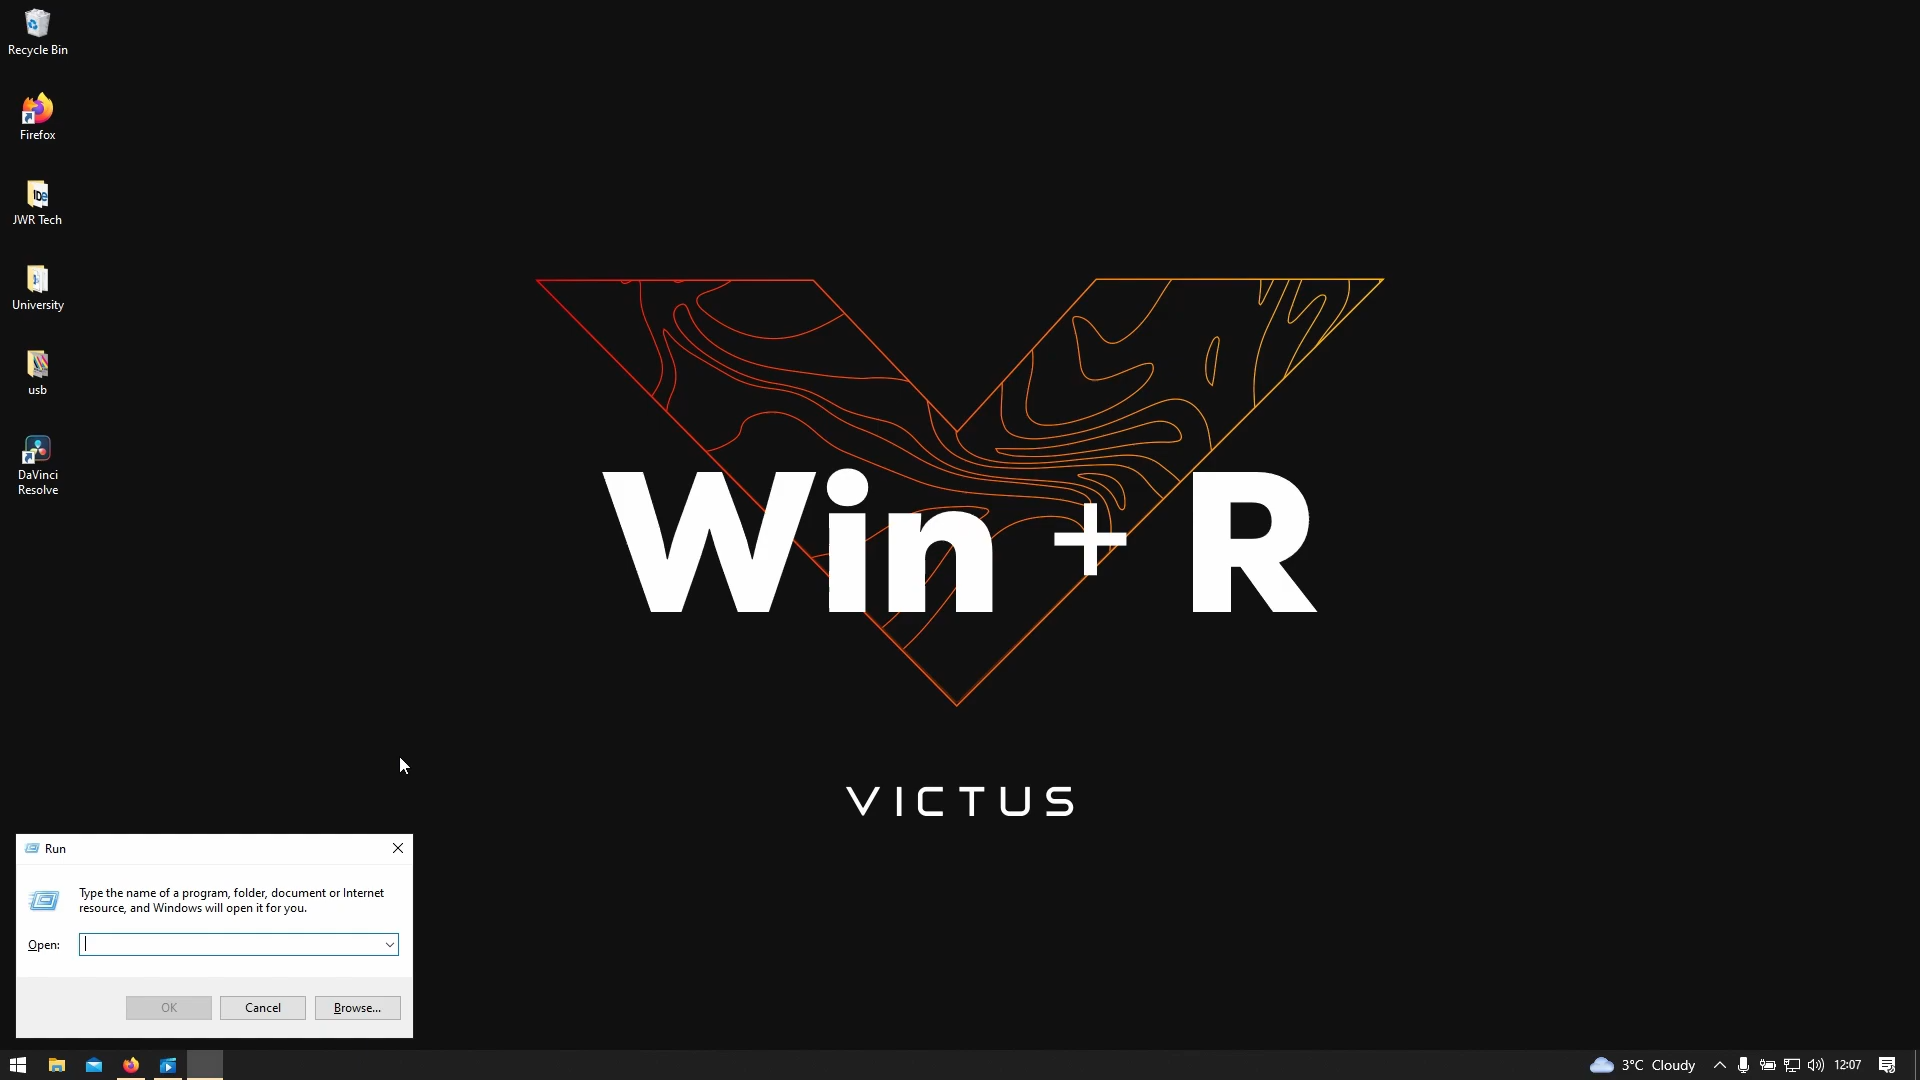 Recycle Bin
Firefox
JWR Tech
University
usb
DaVinci
Resolve
Win + R
VICTUS
Run
Type the name of a program, folder, document or Internet
resource, and Windows will open it for you.
Open:
OK
Cancel
Browse...
3°C Cloudy
12:07